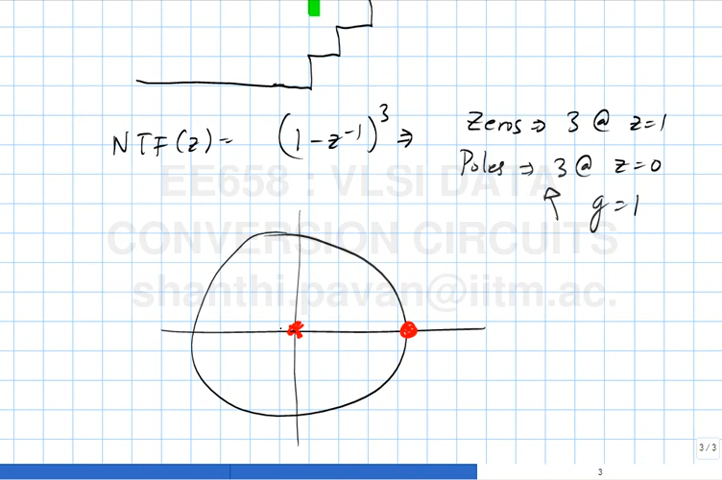 NTF(z) = (1 - z⁻¹)³ ⇒
Zeros ⇒ 3 @ z=1
Poles ⇒ 3 @ z=0
g=1
EE658 : VLSI DATA
CONVERSION CIRCUITS
shanthi.pavan@iitm.ac.
3/3
3